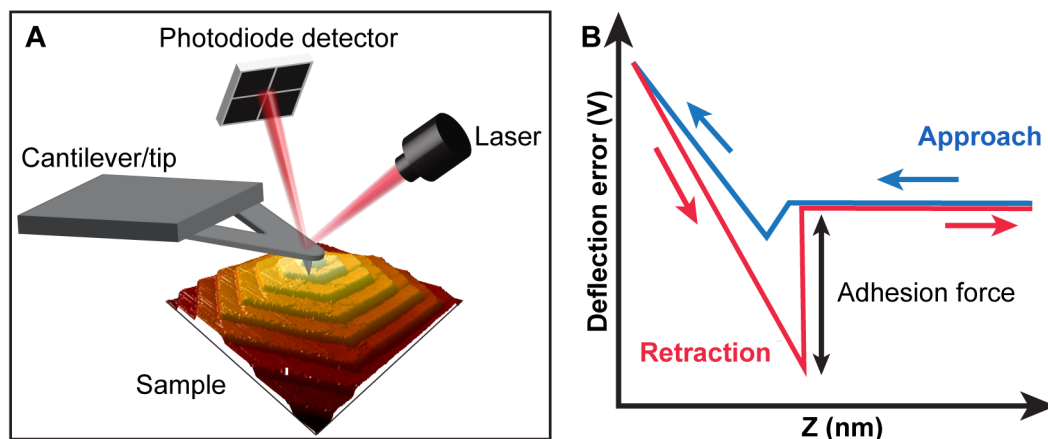 A
Photodiode detector
Laser
Cantilever/tip
Sample
B
Deflection error (V)
Approach
Adhesion force
Retraction
Z (nm)